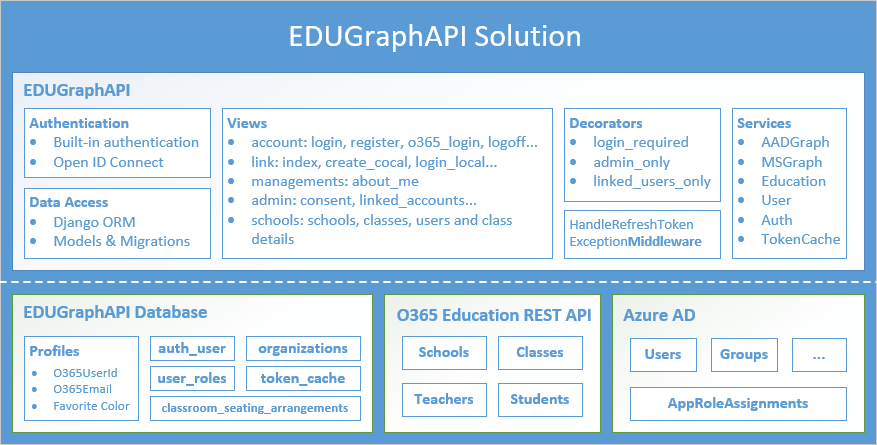 EDUGraphAPI Solution
EDUGraphAPI
Authentication
• Built-in authentication
• Open ID Connect
Data Access
• Django ORM
• Models & Migrations
Views
• account: login, register, o365_login, logoff...
• link: index, create_cocal, login_local...
• managements: about_me
• admin: consent, linked_accounts...
• schools: schools, classes, users and class
details
Decorators
• login_required
• admin_only
• linked_users_only
HandleRefreshToken
ExceptionMiddleware
Services
• AADGraph
• MSGraph
• Education
• User
• Auth
• TokenCache
EDUGraphAPI Database
Profiles
• O365UserId
• O365Email
• Favorite Color
auth_user
organizations
user_roles
token_cache
classroom_seating_arrangements
O365 Education REST API
Schools
Classes
Teachers
Students
Azure AD
Users
Groups
...
AppRoleAssignments